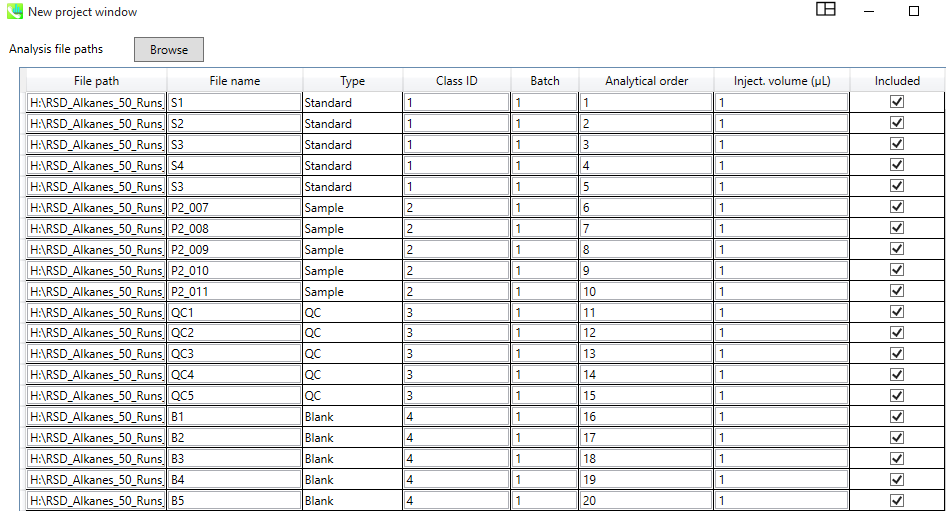 New project window
Analysis file paths Browse
File path File name Type Class ID Batch Analytical order Inject. volume (µL) Included
H:\RSD_Alkanes_50_Runs_ S1 Standard 1 1 1 1
H:\RSD_Alkanes_50_Runs_ S2 Standard 1 1 2 1
H:\RSD_Alkanes_50_Runs_ S3 Standard 1 1 3 1
H:\RSD_Alkanes_50_Runs_ S4 Standard 1 1 4 1
H:\RSD_Alkanes_50_Runs_ S3 Standard 1 1 5 1
H:\RSD_Alkanes_50_Runs_ P2_007 Sample 2 1 6 1
H:\RSD_Alkanes_50_Runs_ P2_008 Sample 2 1 7 1
H:\RSD_Alkanes_50_Runs_ P2_009 Sample 2 1 8 1
H:\RSD_Alkanes_50_Runs_ P2_010 Sample 2 1 9 1
H:\RSD_Alkanes_50_Runs_ P2_011 Sample 2 1 10 1
H:\RSD_Alkanes_50_Runs_ QC1 QC 3 1 11 1
H:\RSD_Alkanes_50_Runs_ QC2 QC 3 1 12 1
H:\RSD_Alkanes_50_Runs_ QC3 QC 3 1 13 1
H:\RSD_Alkanes_50_Runs_ QC4 QC 3 1 14 1
H:\RSD_Alkanes_50_Runs_ QC5 QC 3 1 15 1
H:\RSD_Alkanes_50_Runs_ B1 Blank 4 1 16 1
H:\RSD_Alkanes_50_Runs_ B2 Blank 4 1 17 1
H:\RSD_Alkanes_50_Runs_ B3 Blank 4 1 18 1
H:\RSD_Alkanes_50_Runs_ B4 Blank 4 1 19 1
H:\RSD_Alkanes_50_Runs_ B5 Blank 4 1 20 1